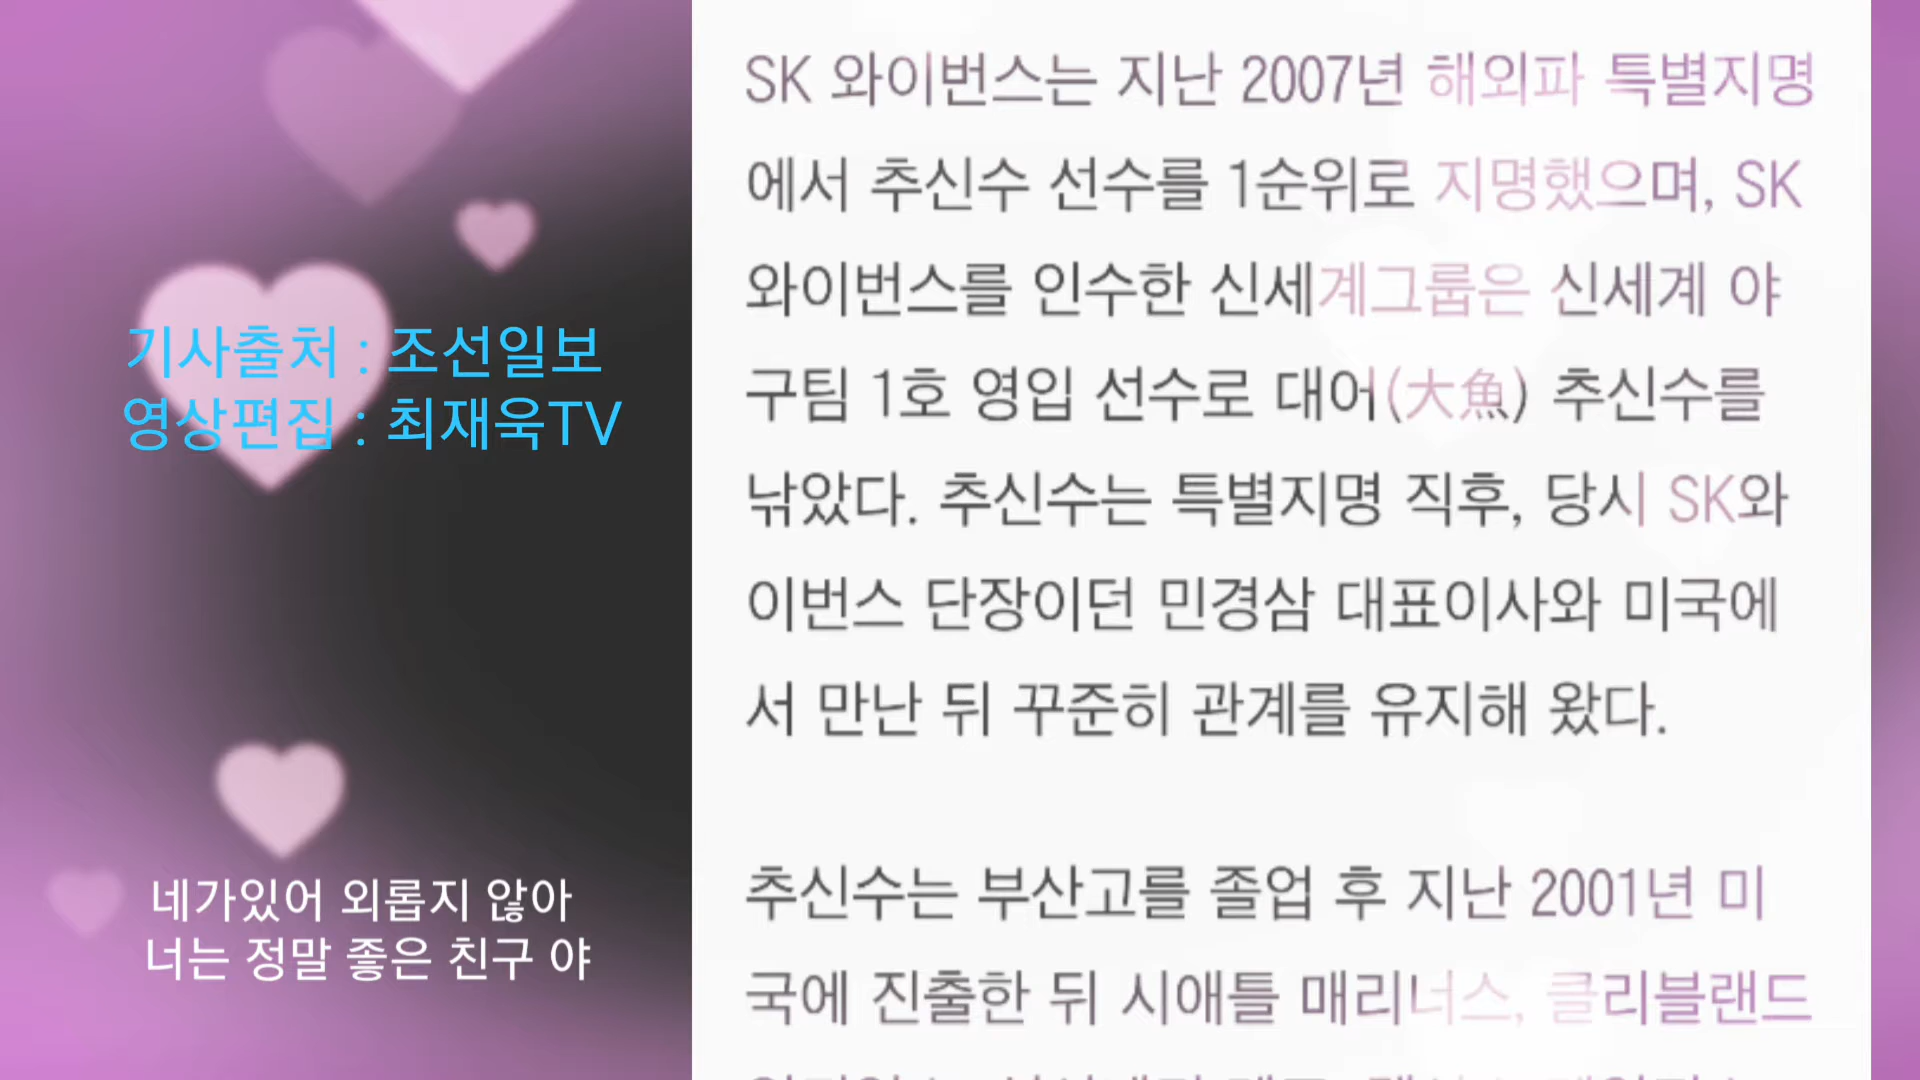 기사출처 : 조선일보
영상편집 : 최재욱TV
네가있어 외롭지 않아
너는 정말 좋은 친구 야
SK 와이번스는 지난 2007년 해외파 특별지명
에서 추신수 선수를 1순위로 지명했으며, SK
와이번스를 인수한 신세계그룹은 신세계 야
구팀 1호 영입 선수로 대어(大魚) 추신수를
낚았다. 추신수는 특별지명 직후, 당시 SK와
이번스 단장이던 민경삼 대표이사와 미국에
서 만난 뒤 꾸준히 관계를 유지해 왔다.
추신수는 부산고를 졸업 후 지난 2001년 미
국에 진출한 뒤 시애틀 매리너스, 클리블랜드